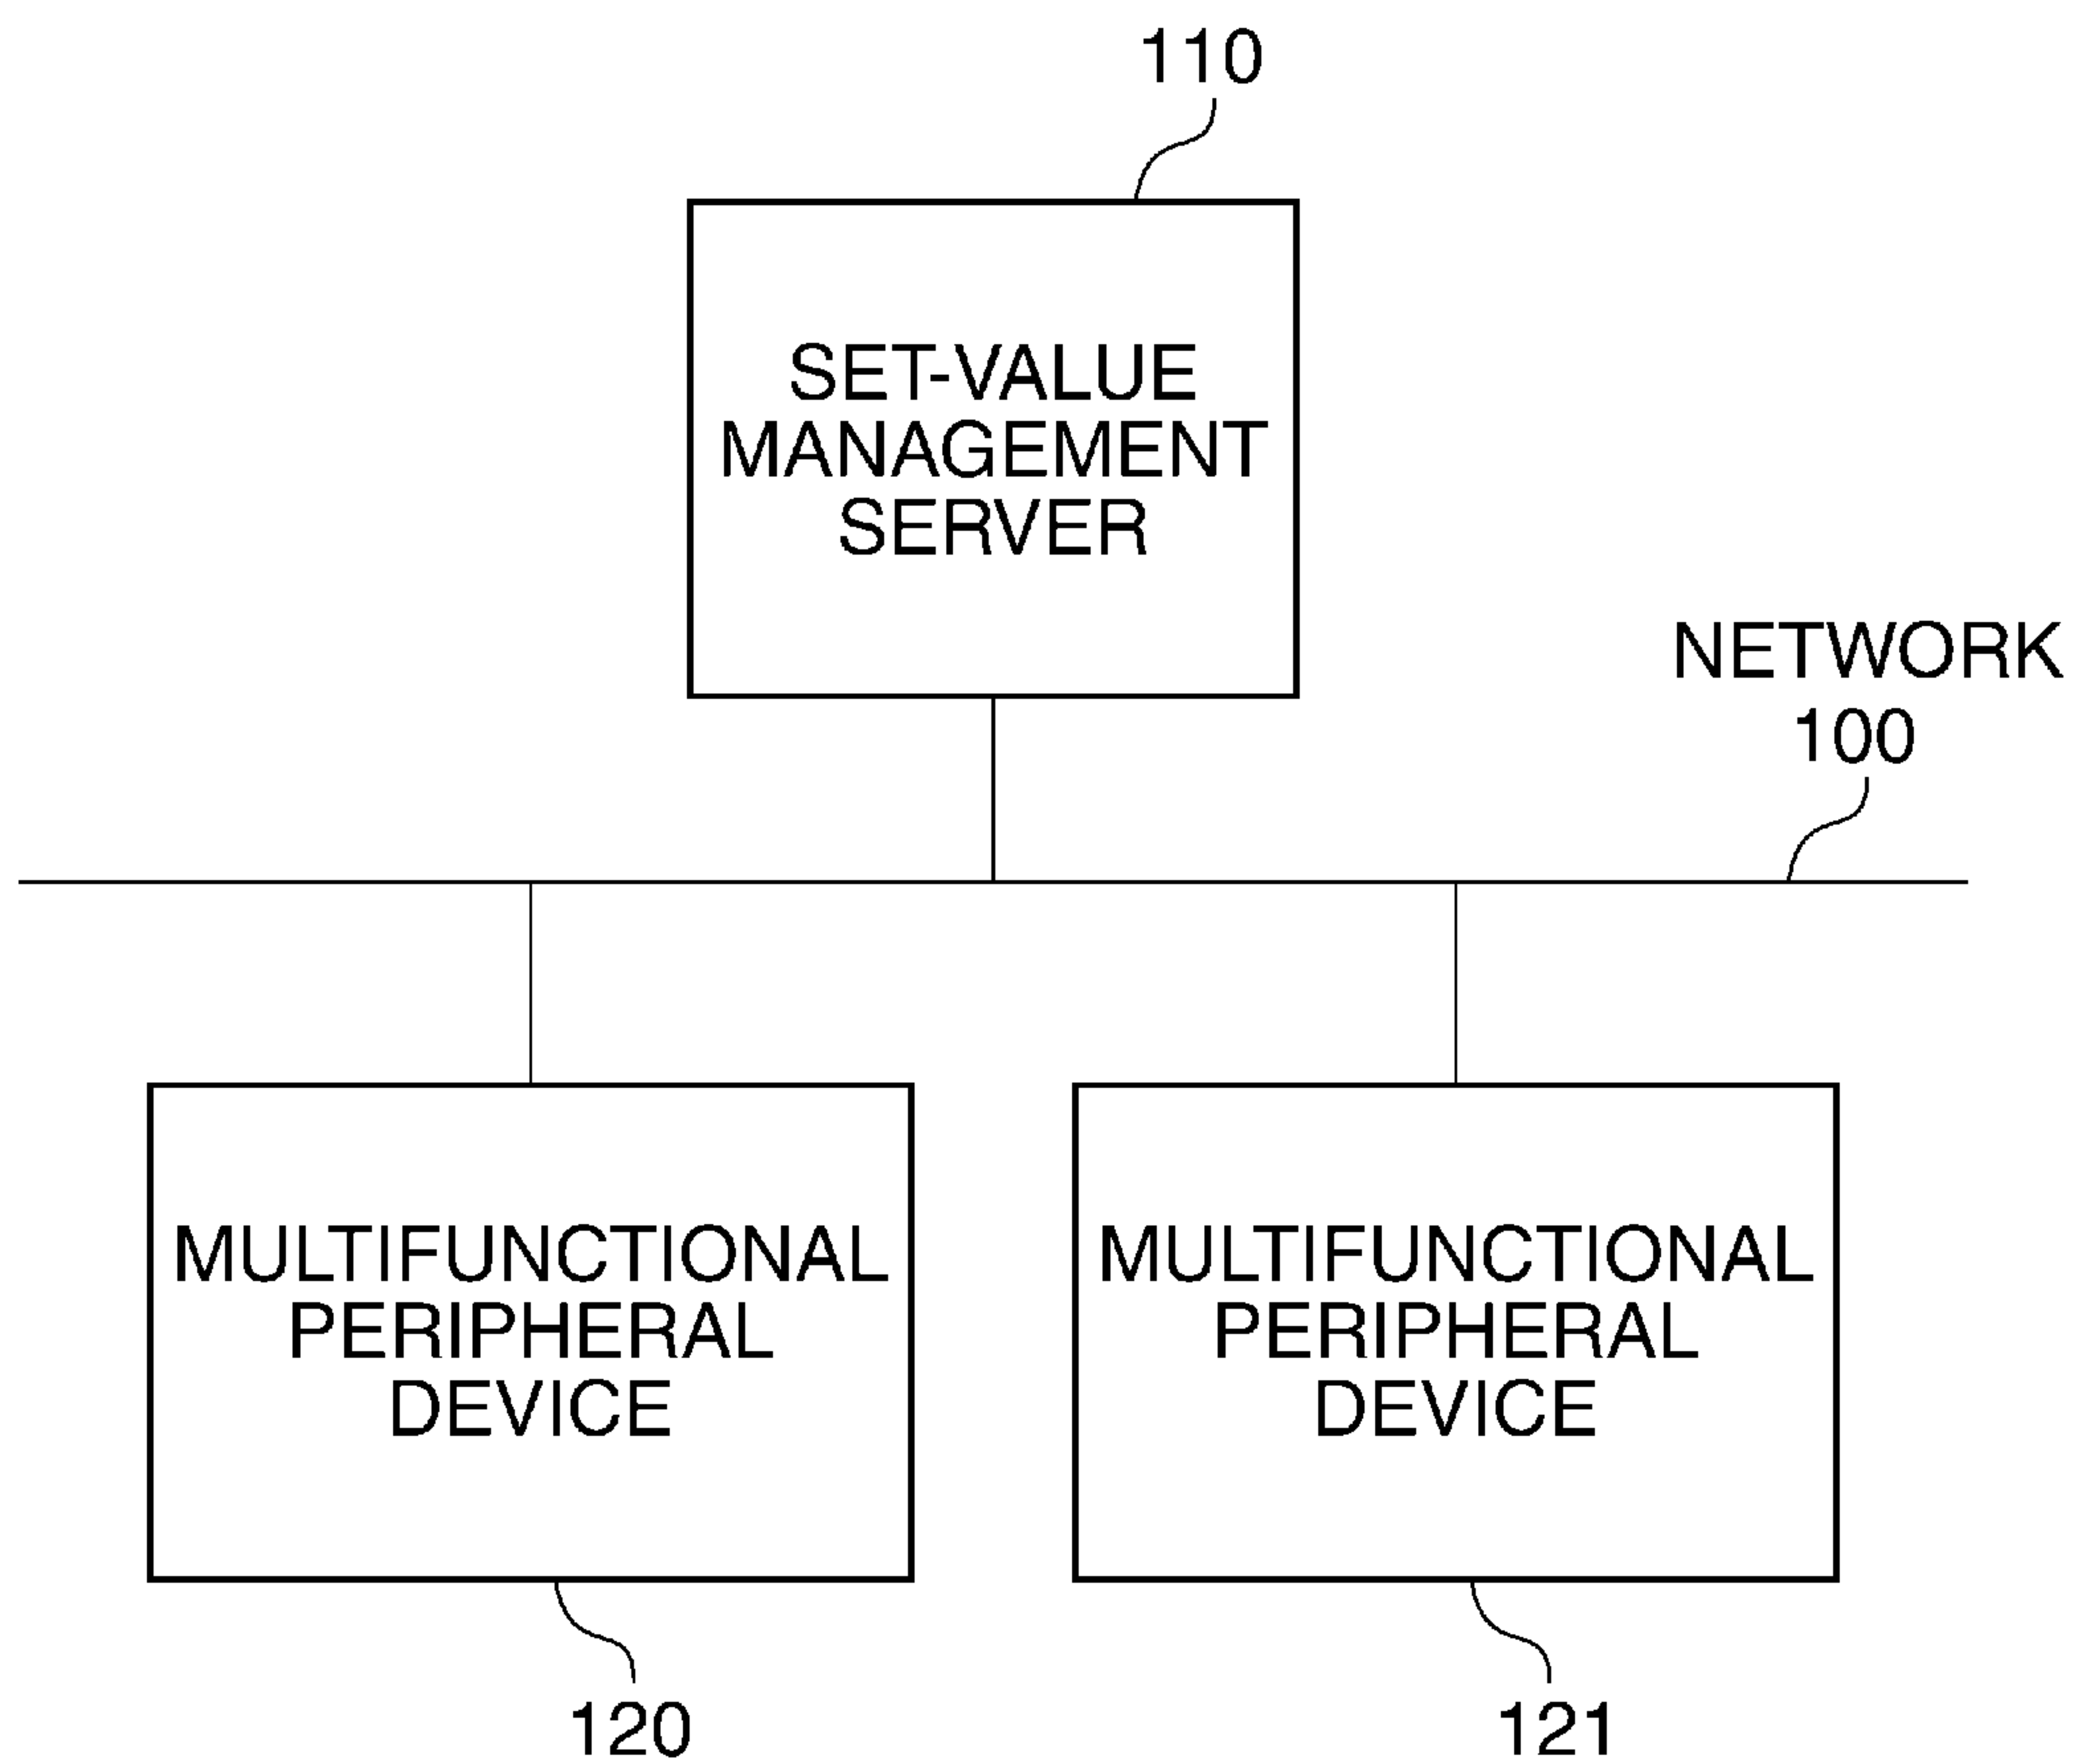 110
SET-VALUE
MANAGEMENT
SERVER
NETWORK
100
MULTIFUNCTIONAL
PERIPHERAL
DEVICE
120
MULTIFUNCTIONAL
PERIPHERAL
DEVICE
121